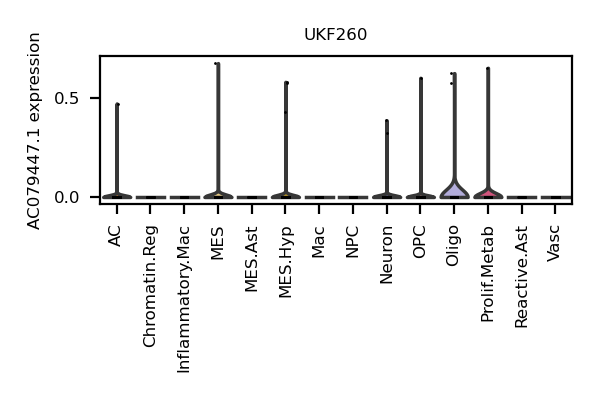 UKF260
AC079447.1 expression
0.5
0.0
AC
Chromatin.Reg
Inflammatory.Mac
MES
MES.Ast
MES.Hyp
Mac
NPC
Neuron
OPC
Oligo
Prolif.Metab
Reactive.Ast
Vasc